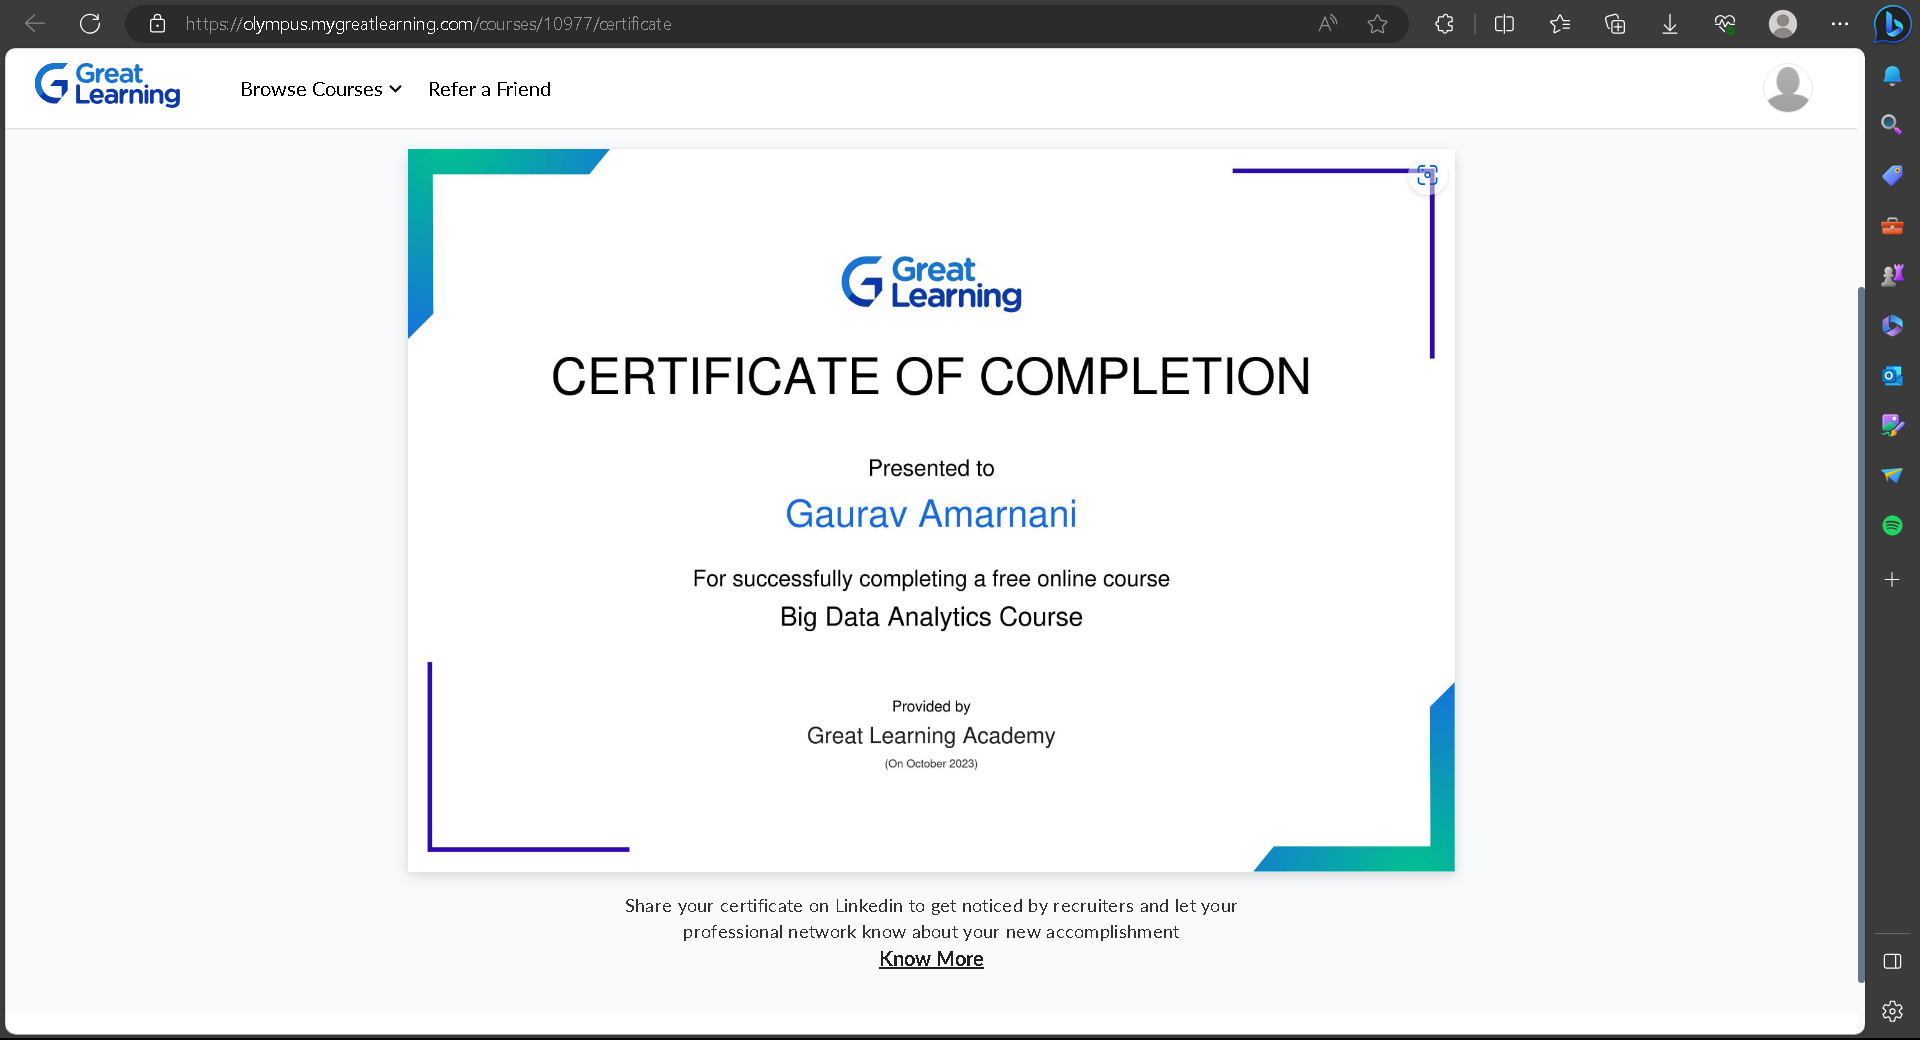 https://olympus.mygreatlearning.com/courses/10977/certificate
Great
Learning
Browse Courses
Refer a Friend
Great
Learning
CERTIFICATE OF COMPLETION
Presented to
Gaurav Amarnani
For successfully completing a free online course
Big Data Analytics Course
Provided by
Great Learning Academy
(On October 2023)
Share your certificate on Linkedin to get noticed by recruiters and let your
professional network know about your new accomplishment
Know More